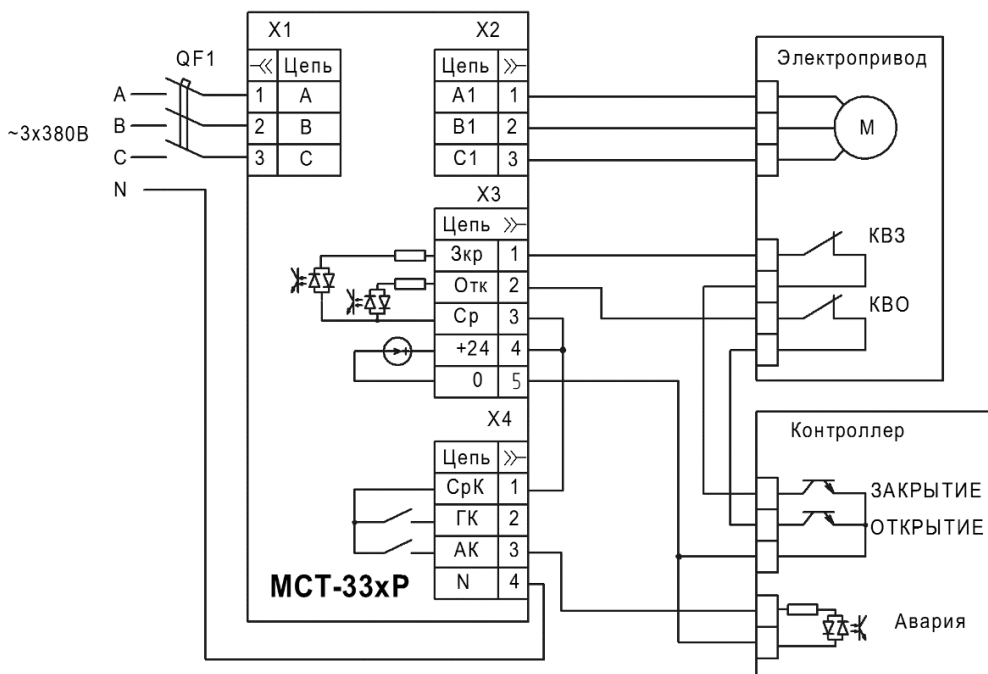 X1
X2
QF1
Цепь
Цепь
Электропривод
A
1
A
A1
1
~3x380В
B
2
B
B1
2
M
C
3
C
C1
3
N
X3
Цепь
Зкр
1
КВЗ
Отк
2
КВО
Ср
3
+24
4
0
5
X4
Контроллер
Цепь
СрК
1
ЗАКРЫТИЕ
ГК
2
ОТКРЫТИЕ
АК
3
МСТ-33хР
N
4
Авария